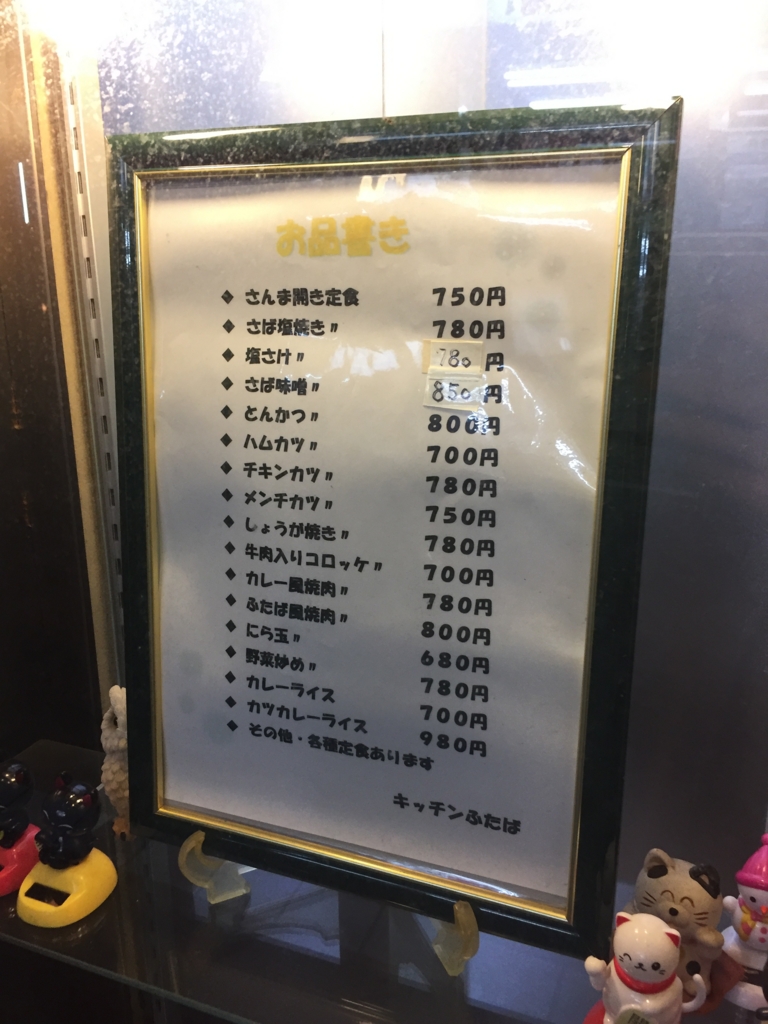 お品書き
◆ さんま開き定食 750円
◆ さば塩焼き〃 780円
◆ 塩さけ〃 780円
◆ さば味噌〃 850円
◆ とんかつ〃 800円
◆ ハムカツ〃 700円
◆ チキンカツ〃 780円
◆ メンチカツ〃 750円
◆ しょうが焼き〃 780円
◆ 牛肉入りコロッケ〃 700円
◆ カレー風焼肉〃 780円
◆ ふたば風焼肉〃 800円
◆ にら玉〃 680円
◆ 野菜炒め〃 780円
◆ カレーライス 700円
◆ カツカレーライス 980円
◆ その他・各種定食あります
キッチンふたば